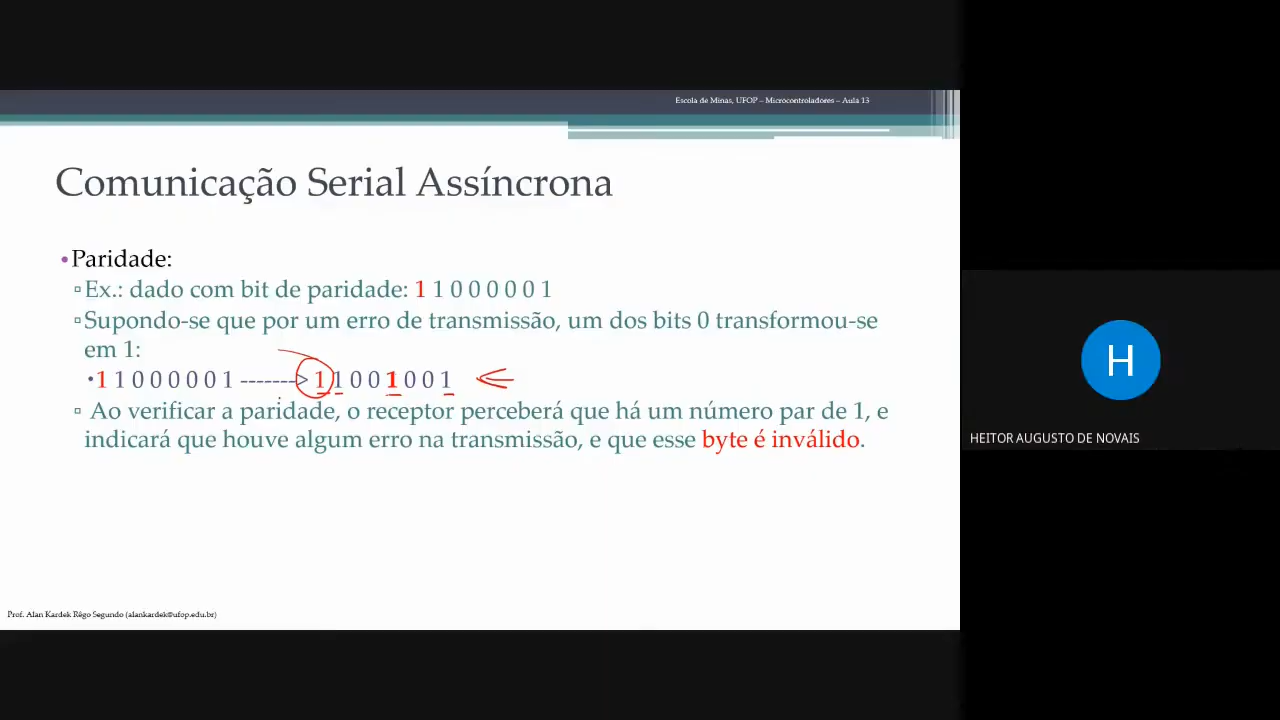 Escola de Minas, UFOP – Microcontroladores – Aula 13
Comunicação Serial Assíncrona
•Paridade:
▫Ex.: dado com bit de paridade: 1 1 0 0 0 0 0 1
▫Supondo-se que por um erro de transmissão, um dos bits 0 transformou-se
em 1:
•1 1 0 0 0 0 0 1 -------> 1 1 0 0 1 0 0 1
▫ Ao verificar a paridade, o receptor perceberá que há um número par de 1, e
indicará que houve algum erro na transmissão, e que esse byte é inválido.
H
HEITOR AUGUSTO DE NOVAIS
Prof. Alan Kardek Rêgo Segundo (alankardek@ufop.edu.br)